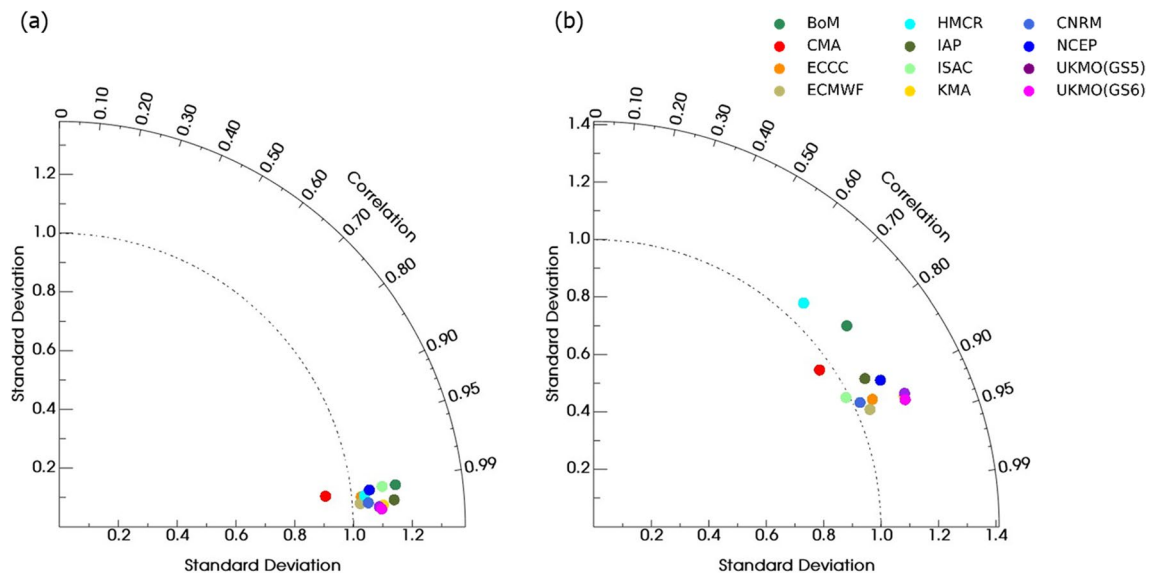 (a)
0
0.10
0.20
0.30
0.40
0.50
0.60
0.70
0.80
0.90
0.95
0.99
Correlation
Standard Deviation
1.2
1.0
0.8
0.6
0.4
0.2
0.2
0.4
0.6
0.8
1.0
1.2
Standard Deviation
(b)
BoM
CMA
ECCC
ECMWF
HMCR
IAP
ISAC
KMA
CNRM
NCEP
UKMO(GS5)
UKMO(GS6)
0
0.10
0.20
0.30
0.40
0.50
0.60
0.70
0.80
0.90
0.95
0.99
Correlation
Standard Deviation
1.4
1.2
1.0
0.8
0.6
0.4
0.2
0.2
0.4
0.6
0.8
1.0
1.2
1.4
Standard Deviation